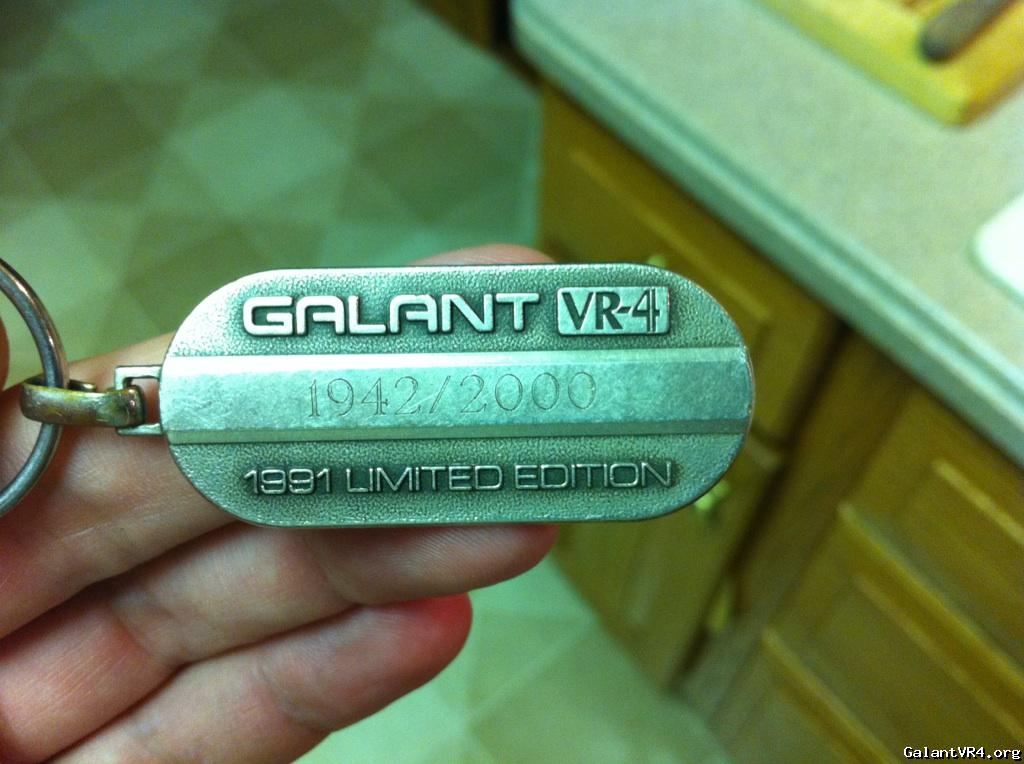 GALANT VR-4
1942/2000
1991 LIMITED EDITION
GalantVR4.org